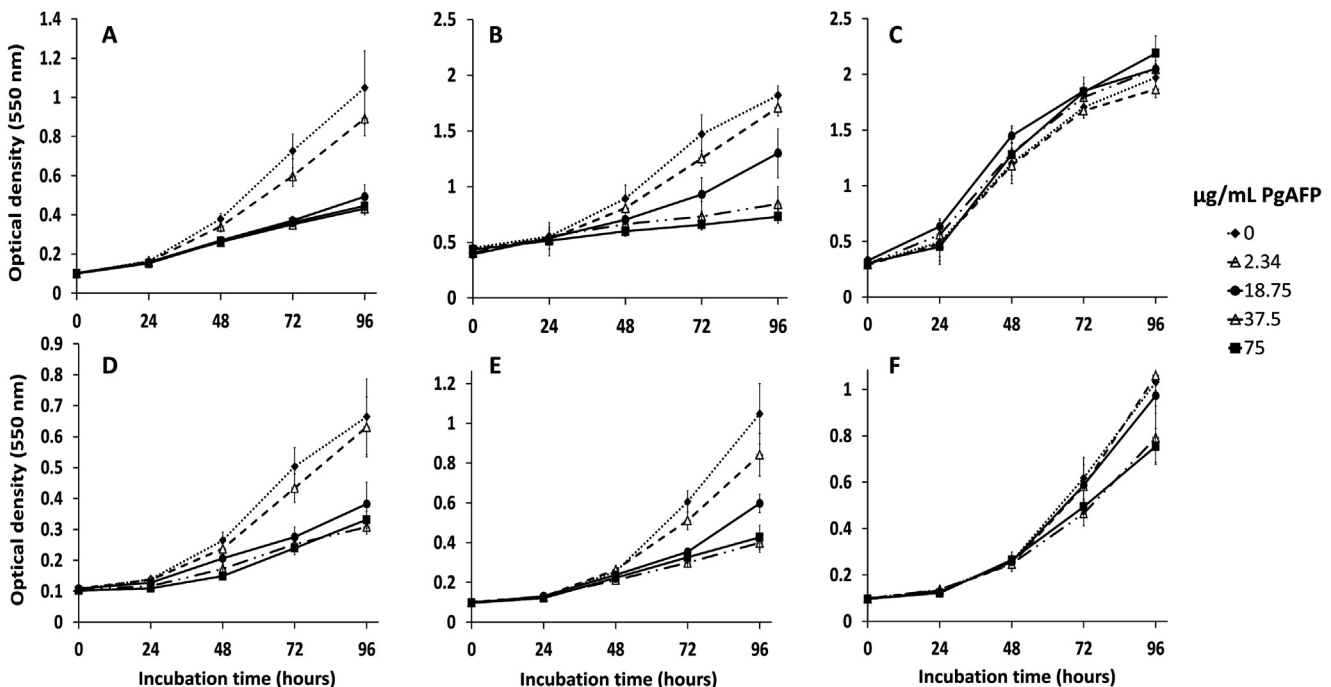 A
B
C
Optical density (550 nm)
1.4
1.2
1
0.8
0.6
0.4
0.2
0
0 24 48 72 96
2.5
2
1.5
1
0.5
0
0 24 48 72 96
2.5
2
1.5
1
0.5
0
0 24 48 72 96
µg/mL PgAFP
0
2.34
18.75
37.5
75
D
E
F
Optical density (550 nm)
0.9
0.8
0.7
0.6
0.5
0.4
0.3
0.2
0.1
0
0 24 48 72 96
Incubation time (hours)
1.2
1
0.8
0.6
0.4
0.2
0
0 24 48 72 96
Incubation time (hours)
1
0.8
0.6
0.4
0.2
0
0 24 48 72 96
Incubation time (hours)